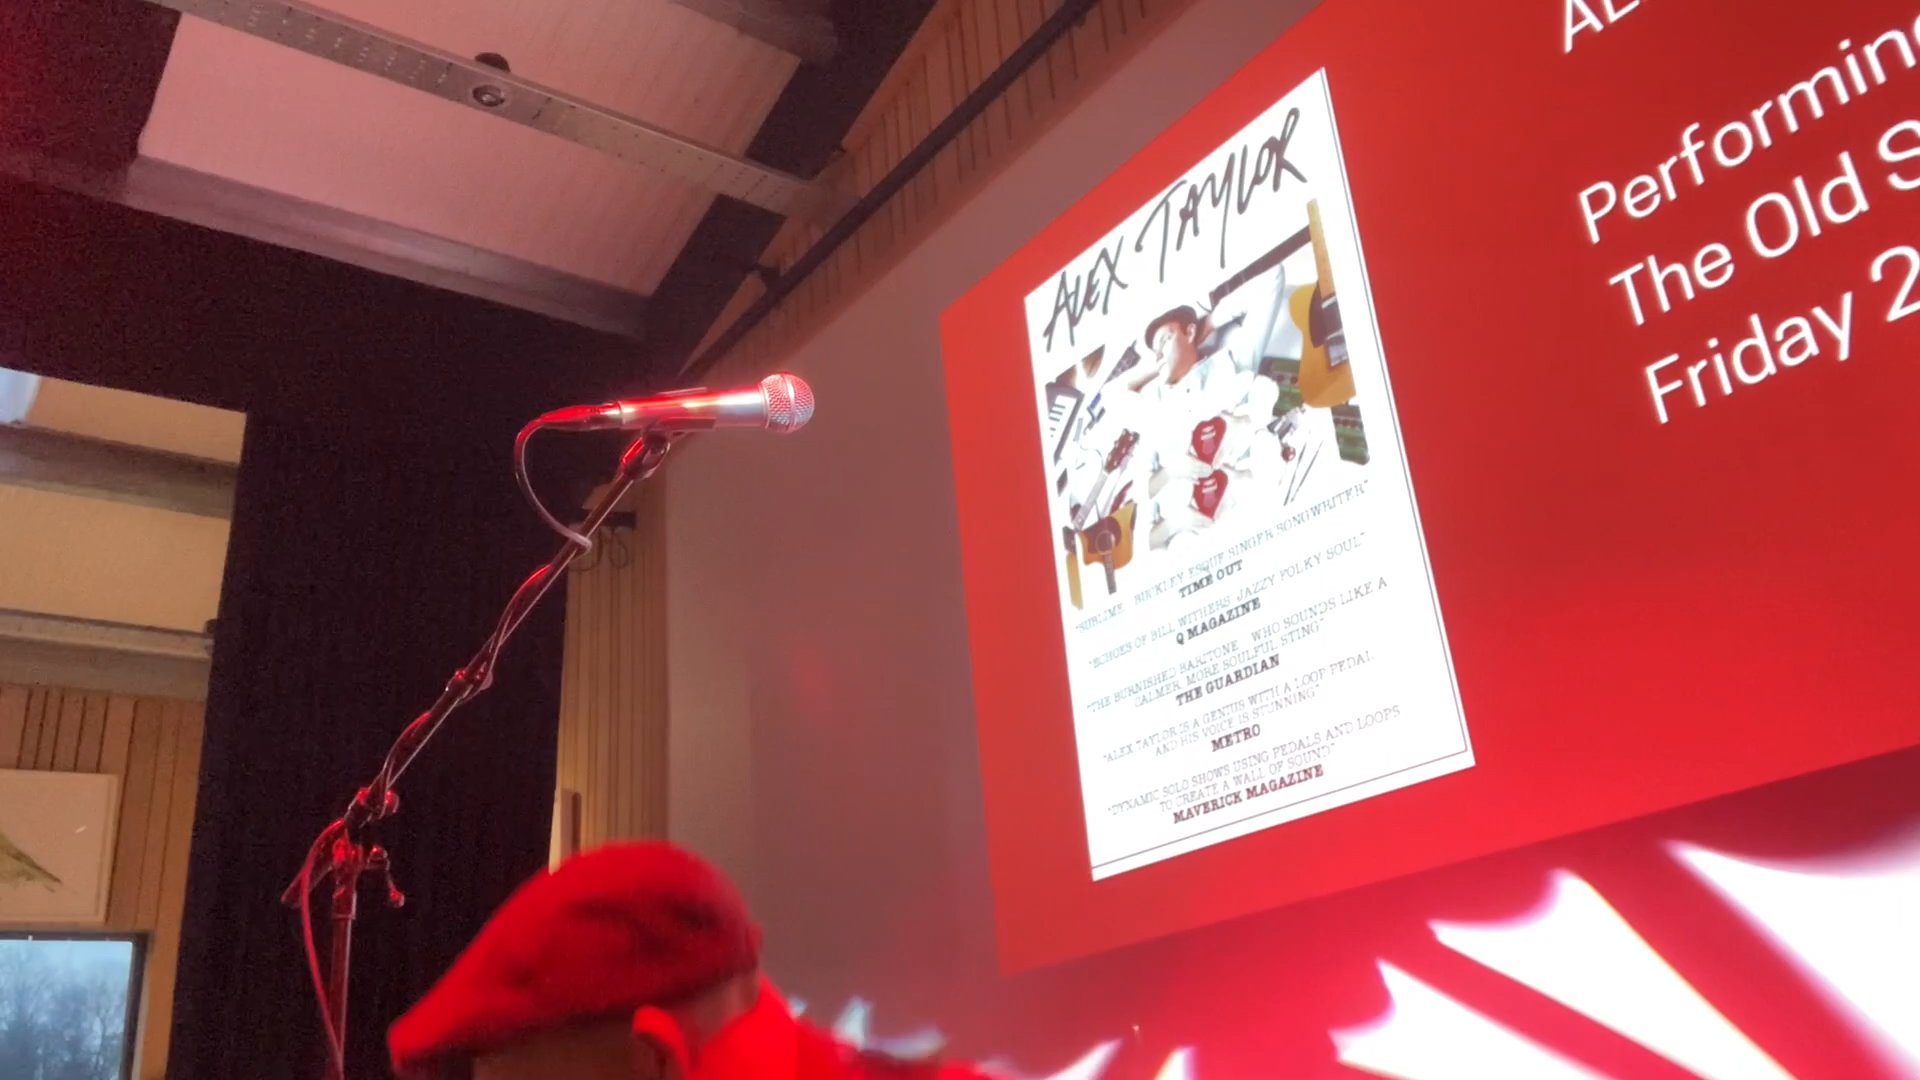 ALEX TAYLOR
"SUBLIME BUCKLEY ESQUE SINGER SONGWRITER"
TIME OUT
"ECHOES OF BILL WITHERS JAZZY FOLKY SOUL"
Q MAGAZINE
"THE BURNISHED BARITONE WHO SOUNDS LIKE A
CALMER, MORE SOULFUL STING"
THE GUARDIAN
"ALEX TAYLOR IS A GENIUS WITH A LOOP PEDAL
AND HIS VOICE IS STUNNING"
METRO
"DYNAMIC SOLO SHOWS USING PEDALS AND LOOPS
TO CREATE A WALL OF SOUND"
MAVERICK MAGAZINE
Performing
The Old S
Friday 2